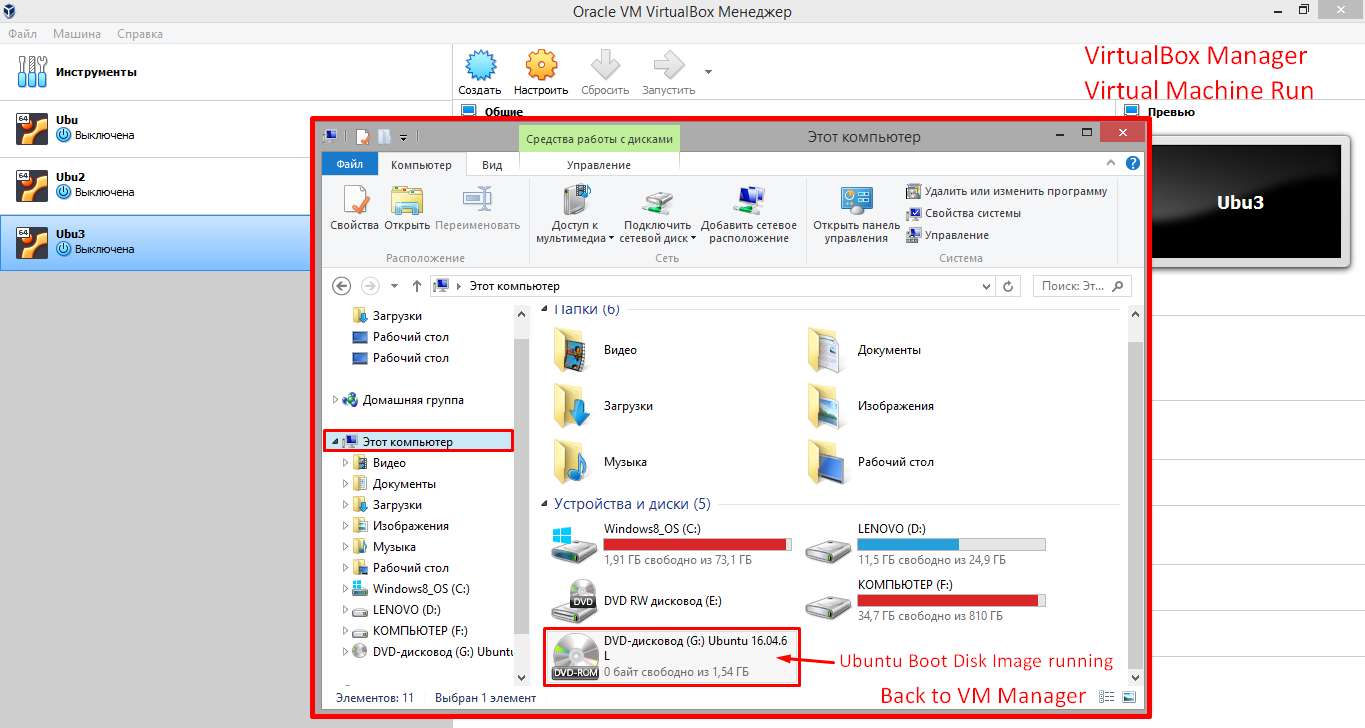 Oracle VM VirtualBox Менеджер
Файл Машина Справка
Инструменты
Создать Настроить Сбросить Запустить
VirtualBox Manager
Virtual Machine Run
Общие
Превью
64 Ubu
Выключена
64 Ubu2
Выключена
64 Ubu3
Выключена
Ubu3
Средства работы с дисками
Этот компьютер
Файл Компьютер Вид Управление
Свойства Открыть Переименовать
Расположение
Доступ к мультимедиа
Подключить сетевой диск
Добавить сетевое расположение
Сеть
Открыть панель управления
Удалить или изменить программу
Свойства системы
Управление
Система
Этот компьютер
Поиск: Эт...
Загрузки
Рабочий стол
Рабочий стол
Домашняя группа
Этот компьютер
Видео
Документы
Загрузки
Изображения
Музыка
Рабочий стол
Windows8_OS (C:)
LENOVO (D:)
КОМПЬЮТЕР (F:)
DVD-дисковод (G:) Ubuntu
Папки (6)
Видео
Документы
Загрузки
Изображения
Музыка
Рабочий стол
Устройства и диски (5)
Windows8_OS (C:)
1,91 ГБ свободно из 73,1 ГБ
LENOVO (D:)
11,5 ГБ свободно из 24,9 ГБ
DVD
DVD RW дисковод (E:)
КОМПЬЮТЕР (F:)
34,7 ГБ свободно из 810 ГБ
DVD-ROM
DVD-дисковод (G:) Ubuntu 16.04.6
L
0 байт свободно из 1,54 ГБ
Ubuntu Boot Disk Image running
Back to VM Manager
Элементов: 11 Выбран 1 элемент